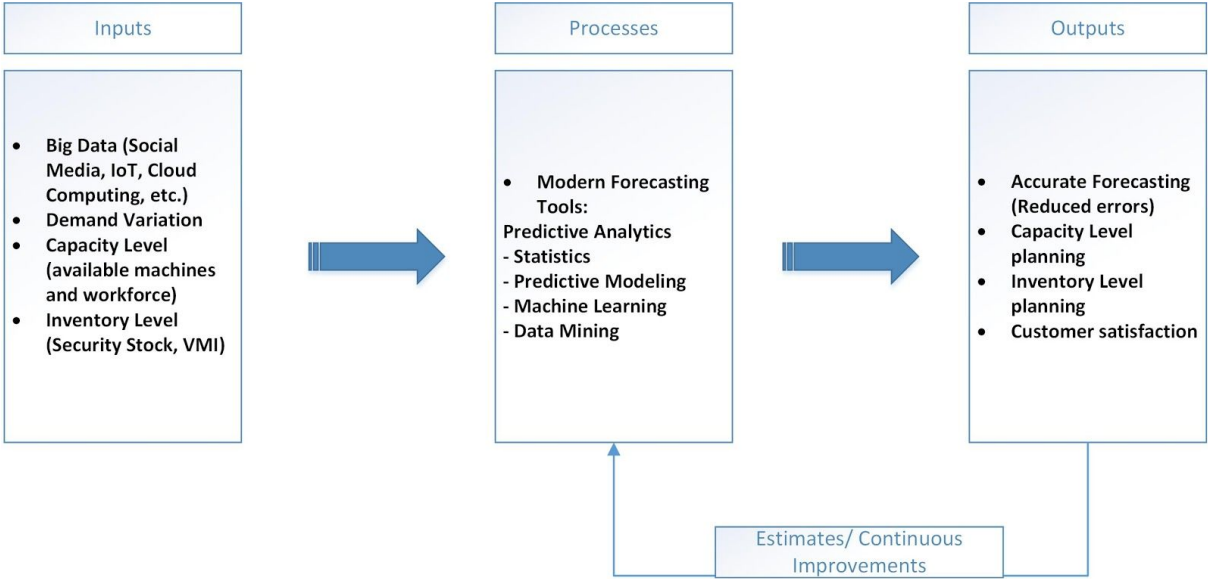 Inputs
• Big Data (Social
Media, IoT, Cloud
Computing, etc.)
• Demand Variation
• Capacity Level
(available machines
and workforce)
• Inventory Level
(Security Stock, VMI)
Processes
• Modern Forecasting
Tools:
Predictive Analytics
- Statistics
- Predictive Modeling
- Machine Learning
- Data Mining
Outputs
• Accurate Forecasting
(Reduced errors)
• Capacity Level
planning
• Inventory Level
planning
• Customer satisfaction
Estimates/ Continuous
Improvements